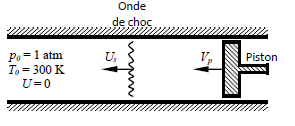 Onde
de choc
p₀ = 1 atm
T₀ = 300 K
U = 0
Uₛ
Vₚ
Piston